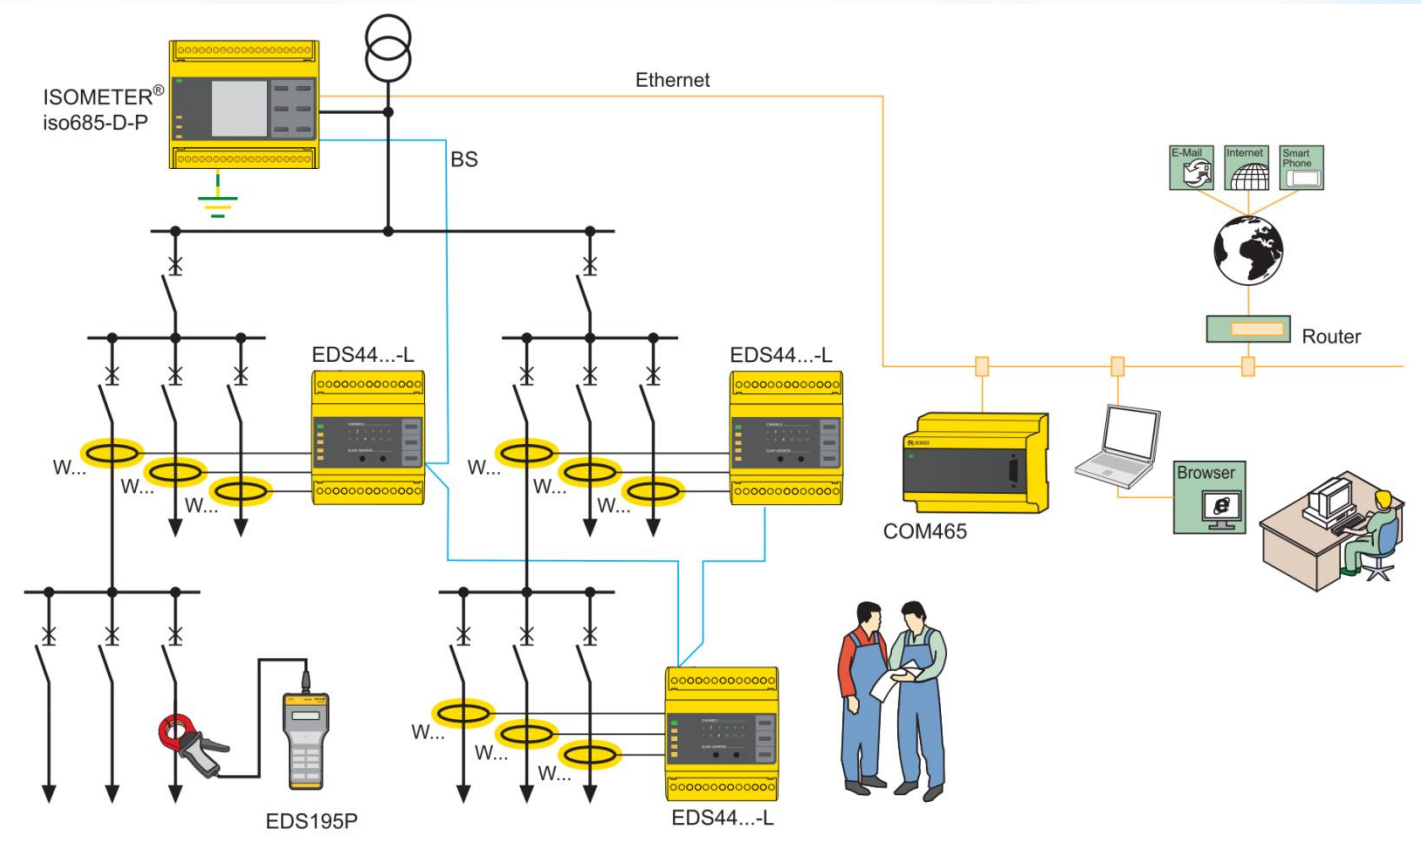 ISOMETER®
iso685-D-P
Ethernet
BS
E-Mail
Internet
Smart
Phone
Router
EDS44...-L
EDS44...-L
W...
W...
W...
W...
W...
W...
COM465
Browser
W...
W...
W...
EDS195P
EDS44...-L